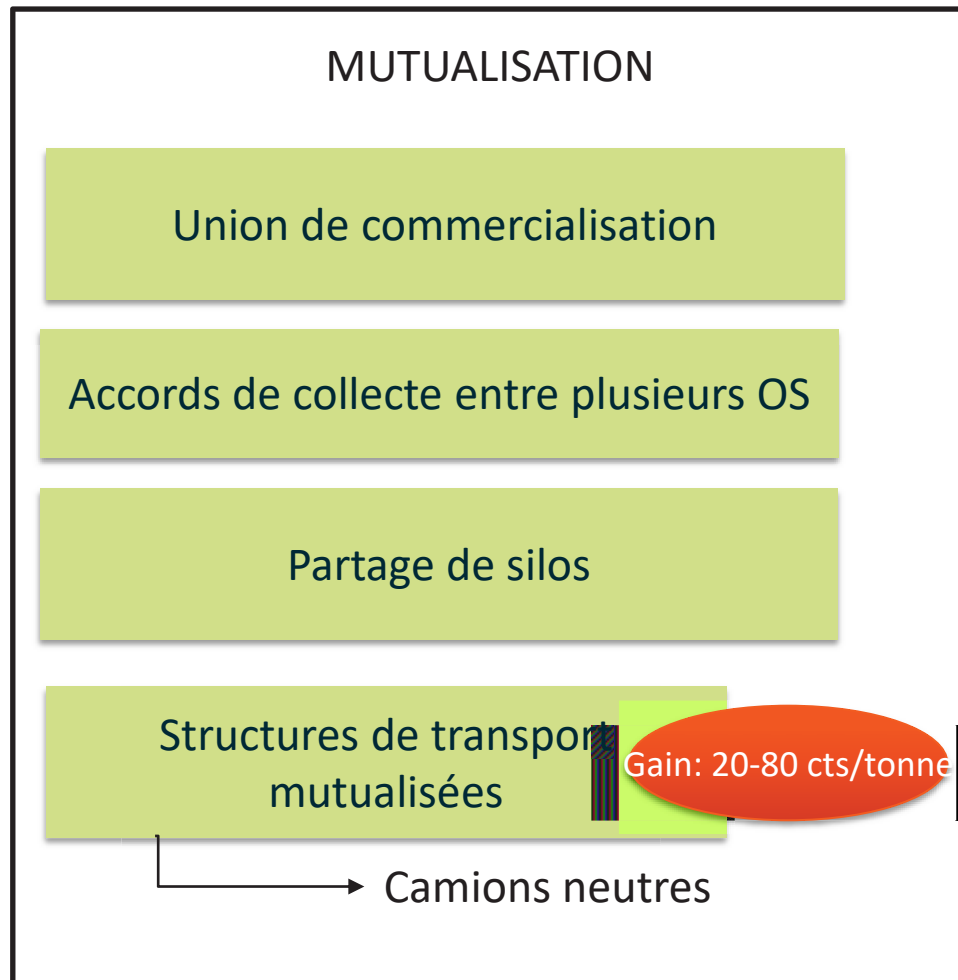 MUTUALISATION
Union de commercialisation
Accords de collecte entre plusieurs OS
Partage de silos
Structures de transport
mutualisées
Gain: 20-80 cts/tonne
Camions neutres